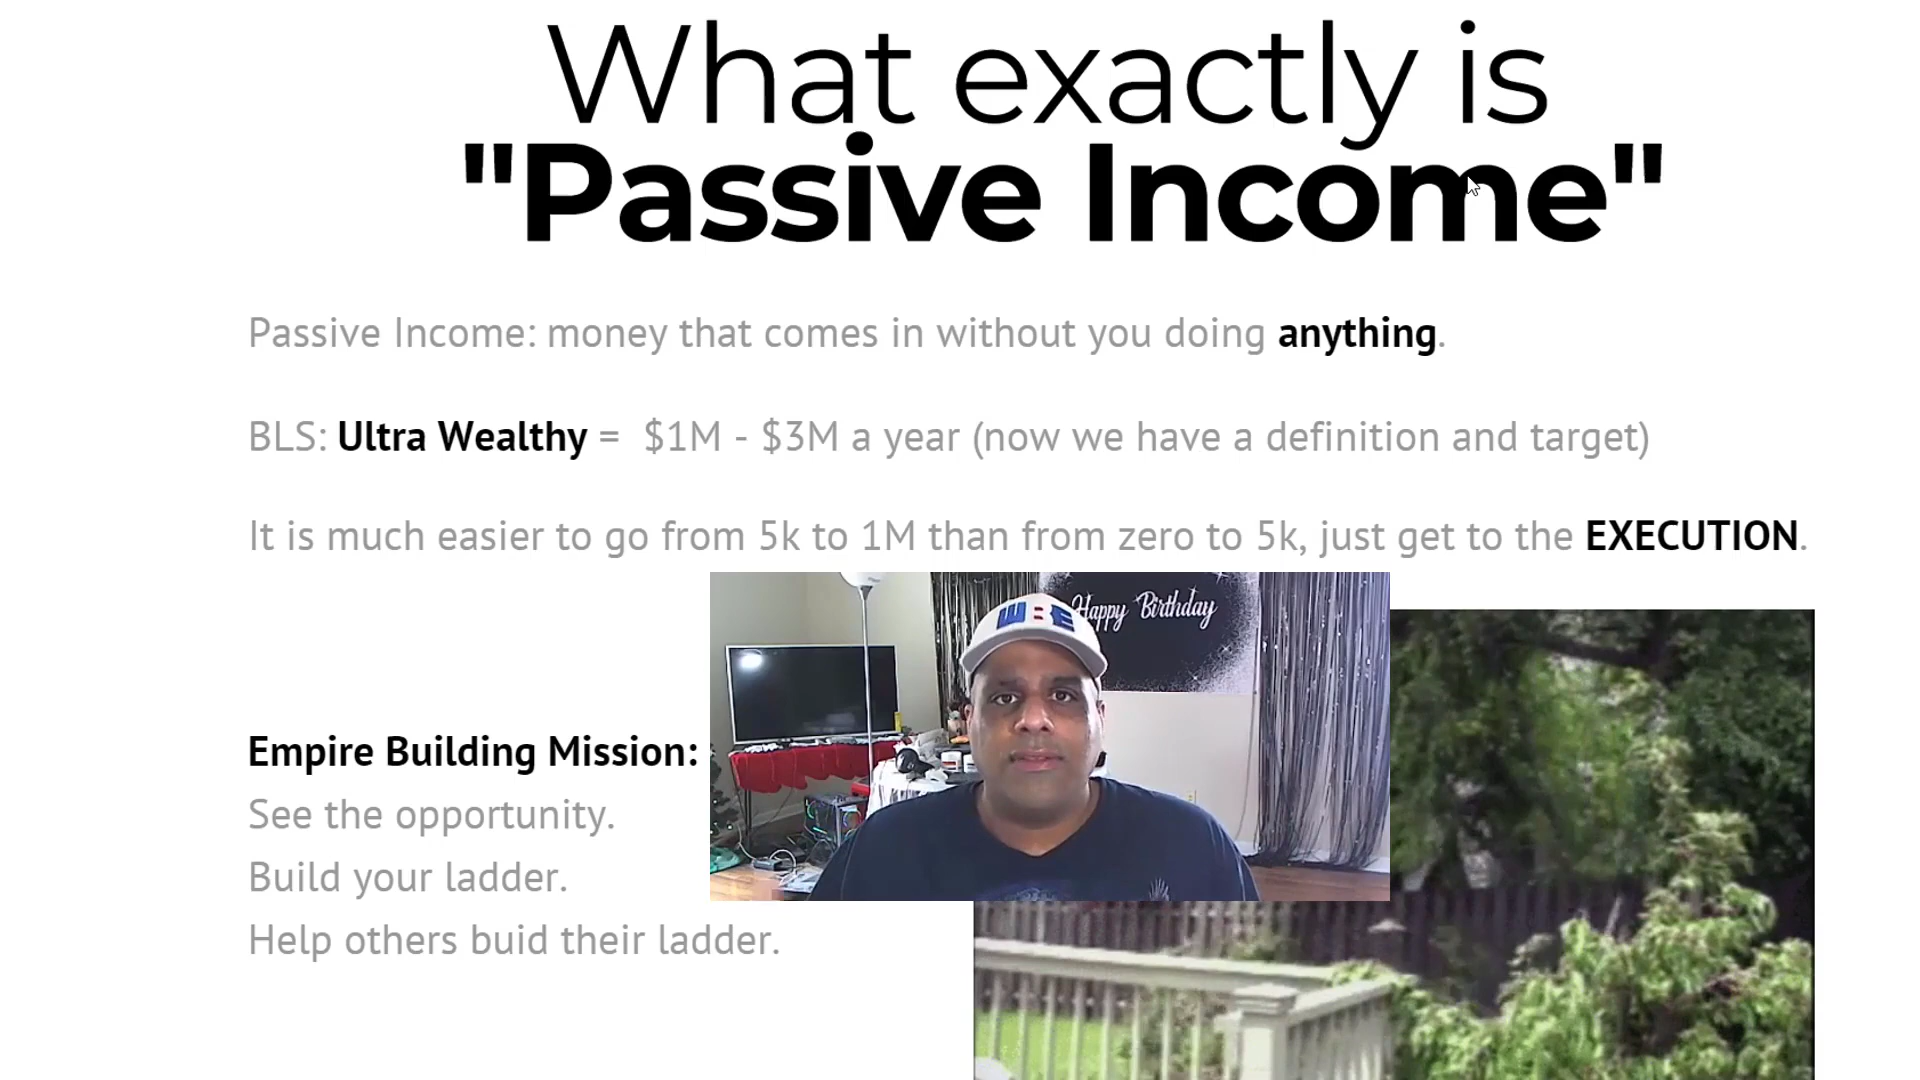 What exactly is
"Passive Income"
Passive Income: money that comes in without you doing anything.
BLS: Ultra Wealthy = $1M - $3M a year (now we have a definition and target)
It is much easier to go from 5k to 1M than from zero to 5k, just get to the EXECUTION.
Happy Birthday
WBE
Empire Building Mission:
See the opportunity.
Build your ladder.
Help others buid their ladder.